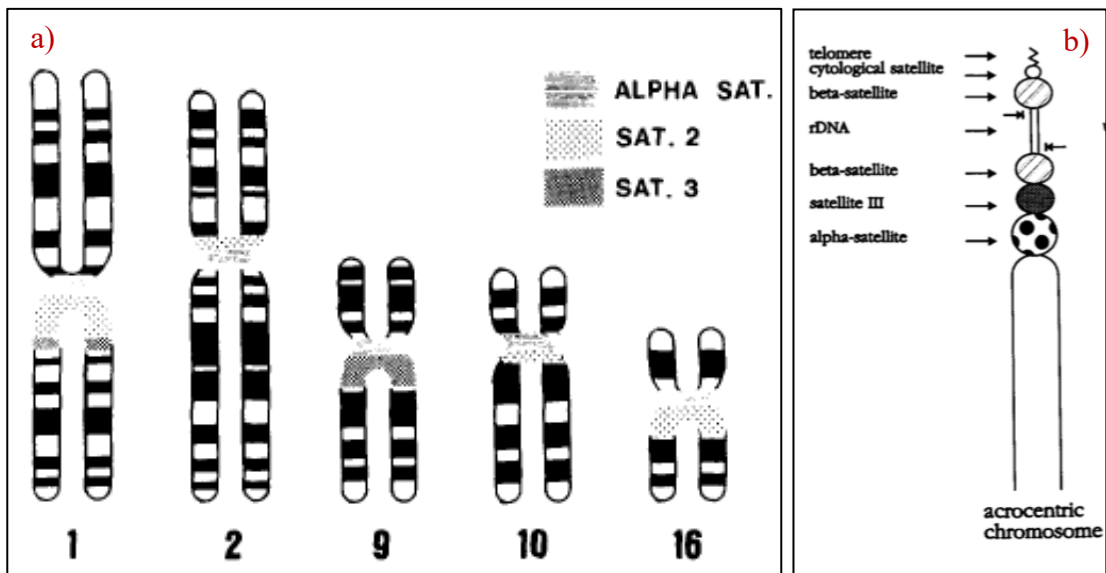 a)
ALPHA SAT.
SAT. 2
SAT. 3
1 2 9 10 16
b)
telomere
cytological satellite
beta-satellite
rDNA
beta-satellite
satellite III
alpha-satellite
acrocentric
chromosome